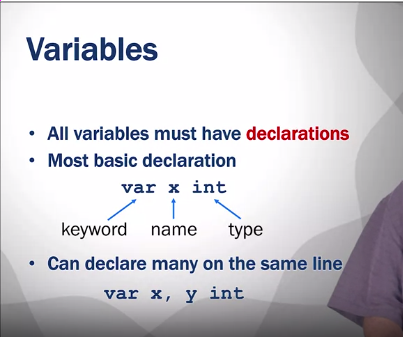 Variables
• All variables must have declarations
• Most basic declaration
var x int
keyword name type
• Can declare many on the same line
var x, y int